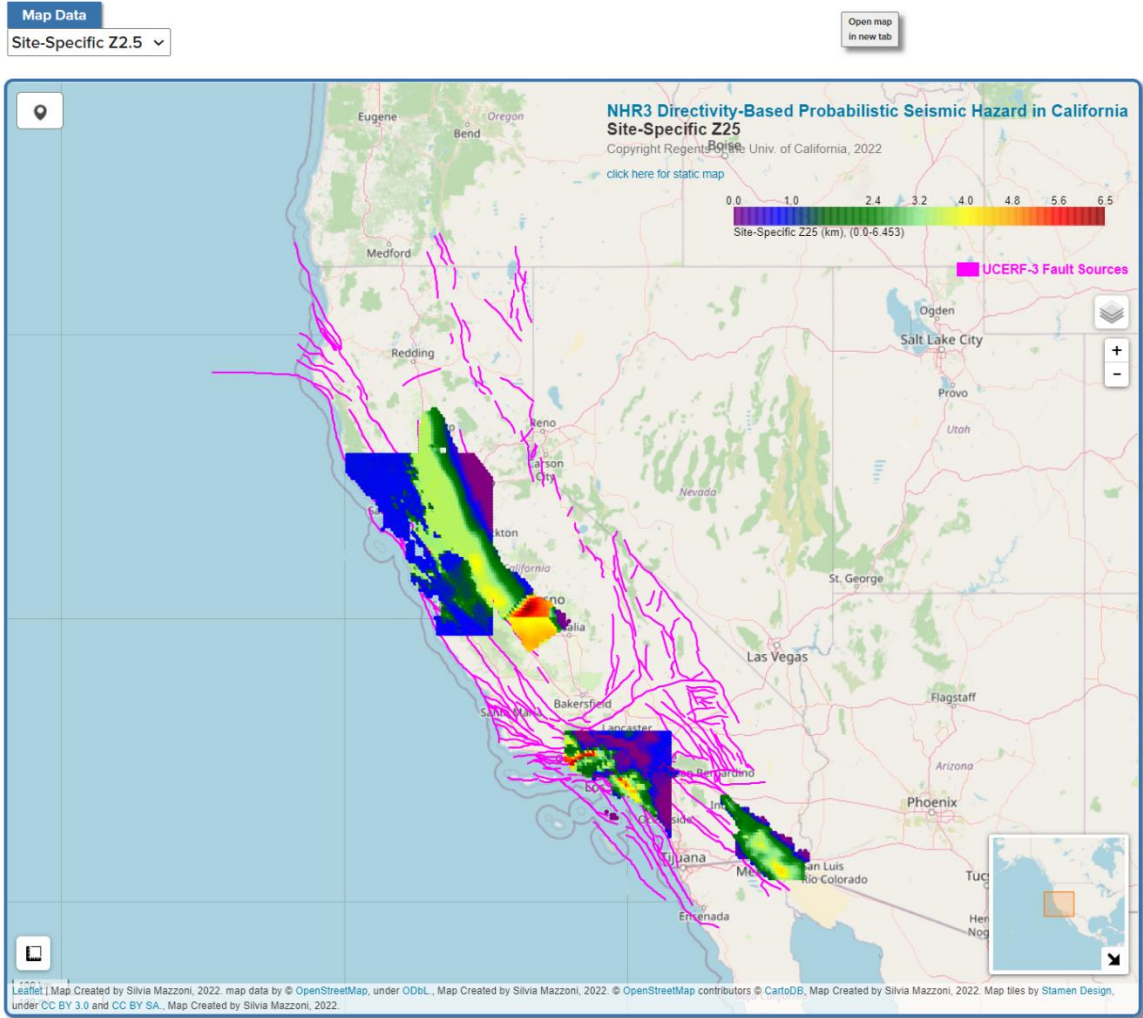 Map Data
Site-Specific Z2.5
Open map
in new tab
NHR3 Directivity-Based Probabilistic Seismic Hazard in California
Site-Specific Z25
Copyright Regents of the Univ. of California, 2022
Boise
click here for static map
0.0 1.0 2.4 3.2 4.0 4.8 5.6 6.5
Site-Specific Z25 (km), (0.0-6.453)
UCERF-3 Fault Sources
Eugene
Bend
Oregon
Medford
Ogden
Salt Lake City
+
-
Redding
Provo
Reno
Utah
Carson
City
Nevada
California
St. George
Las Vegas
Bakersfield
Flagstaff
Santa Maria
Lancaster
San Bernardino
Arizona
Phoenix
Oceanside
Tijuana
San Luis
Rio Colorado
Ensenada
Leaflet | Map Created by Silvia Mazzoni, 2022. map data by © OpenStreetMap, under ODbL., Map Created by Silvia Mazzoni, 2022. © OpenStreetMap contributors © CartoDB, Map Created by Silvia Mazzoni, 2022. Map tiles by Stamen Design,
under CC BY 3.0 and CC BY SA., Map Created by Silvia Mazzoni, 2022.